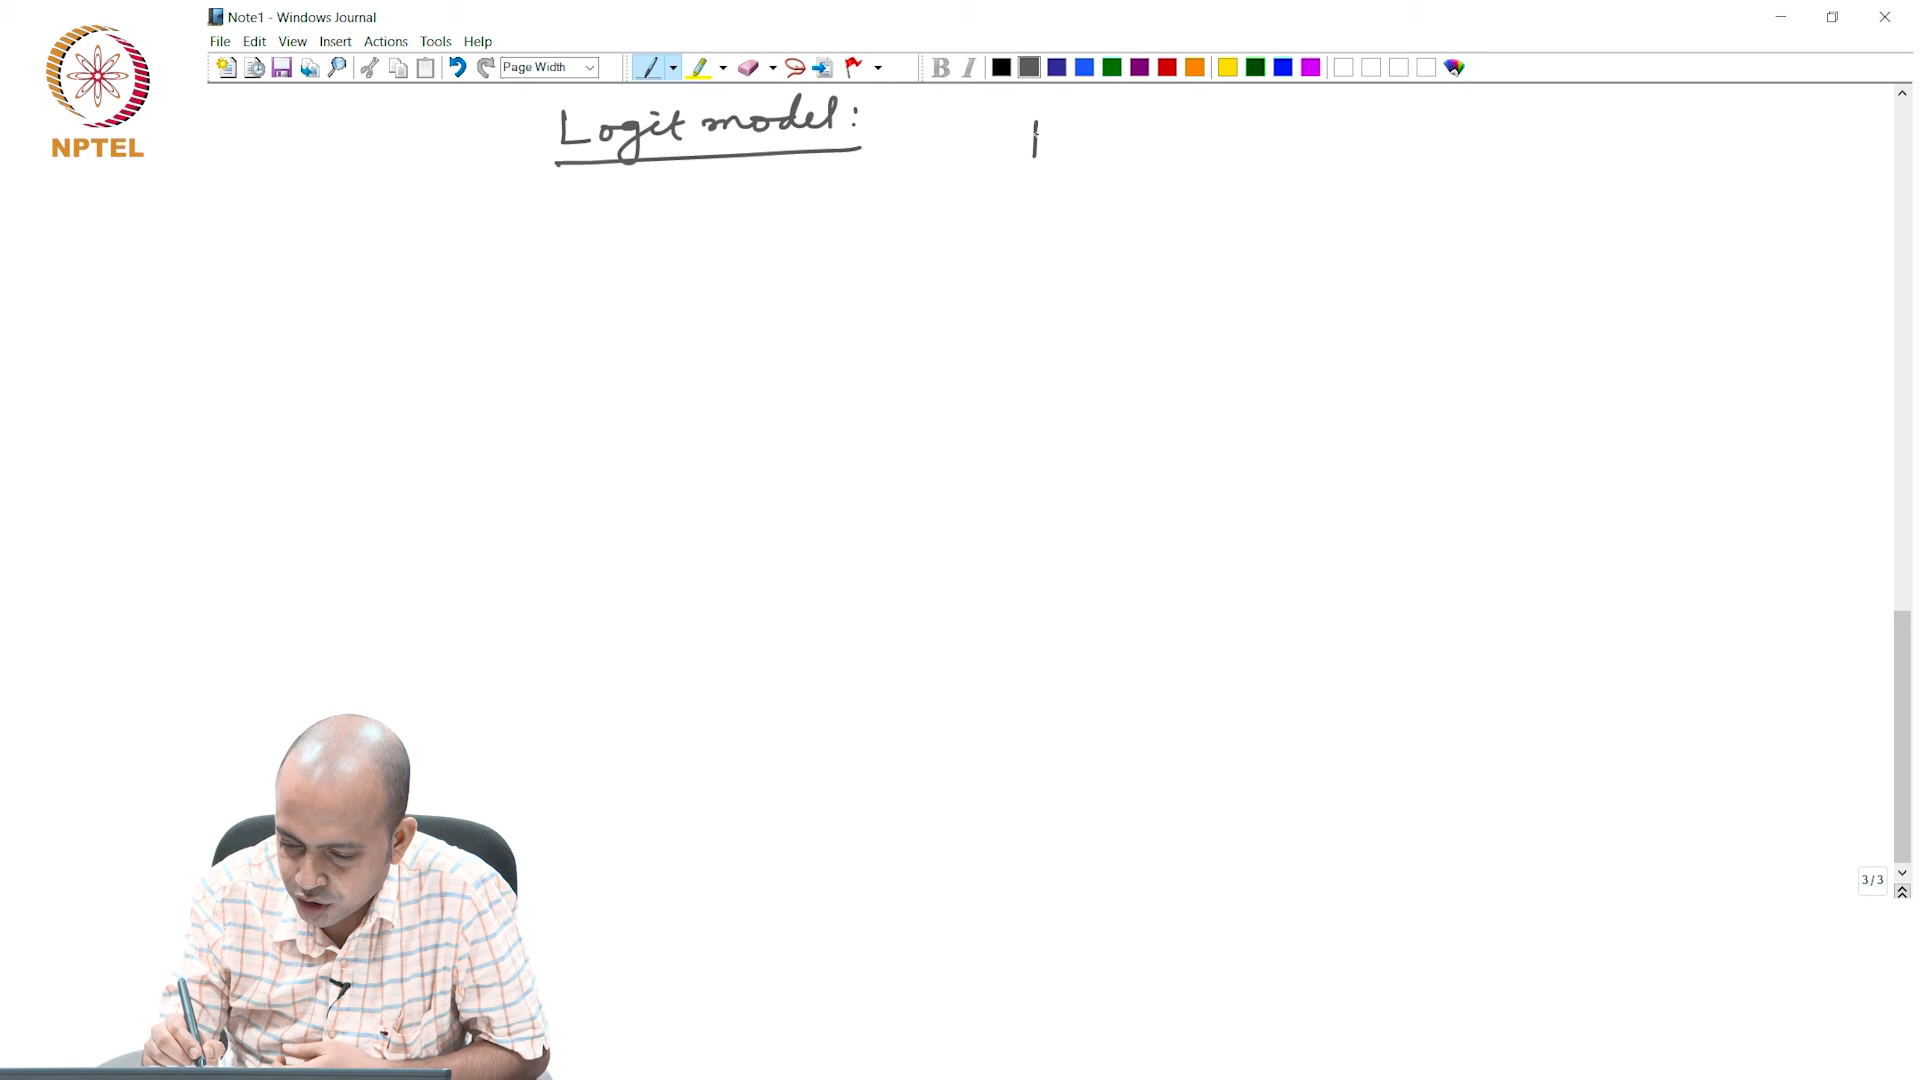 Note1 - Windows Journal
File Edit View Insert Actions Tools Help
Page Width
B I
NPTEL
Logit model:
3/3